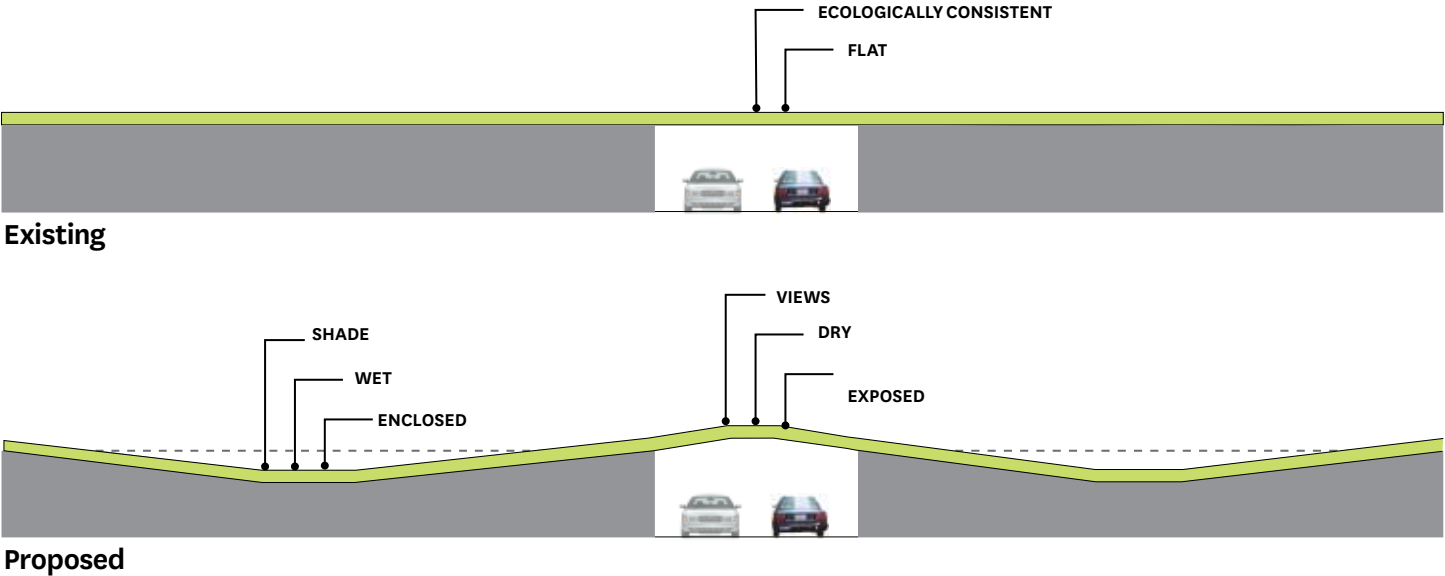 ECOLOGICALLY CONSISTENT
FLAT
Existing
VIEWS
SHADE
DRY
WET
EXPOSED
ENCLOSED
Proposed